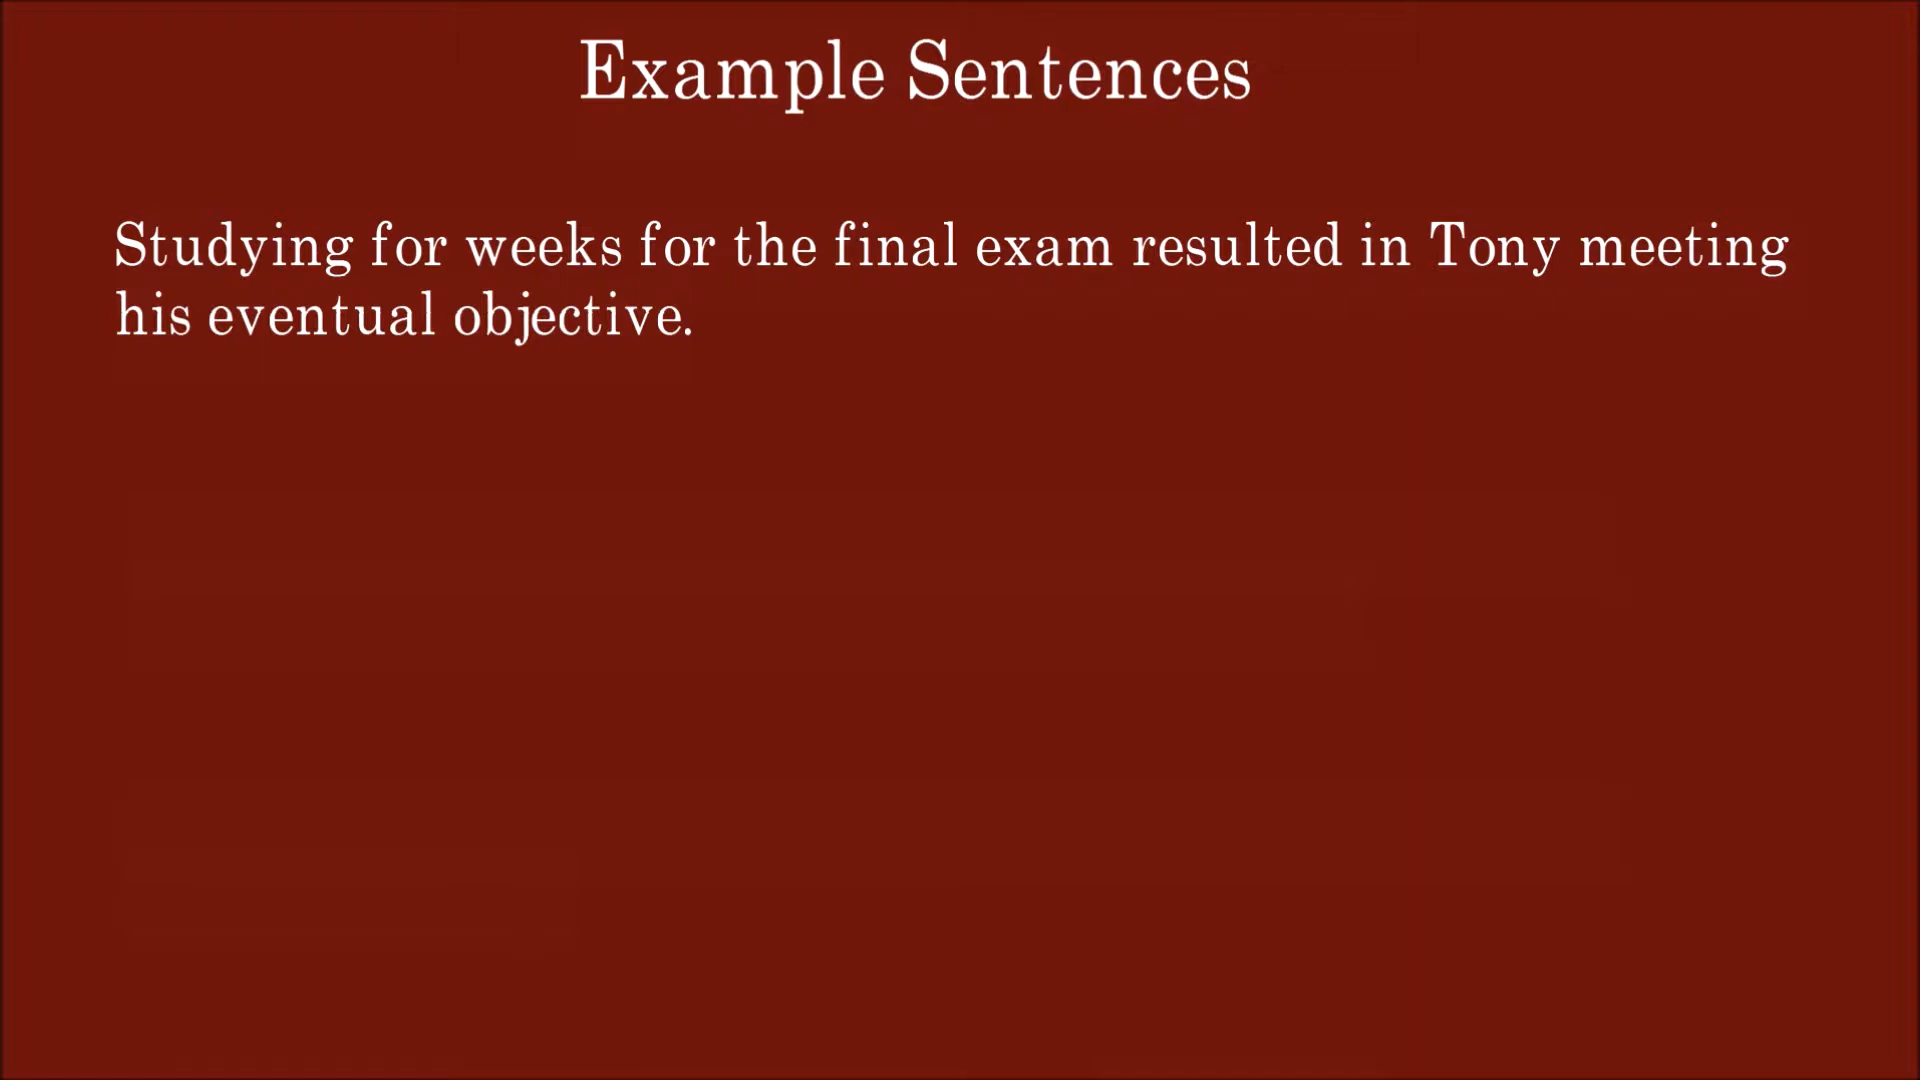 Example Sentences
Studying for weeks for the final exam resulted in Tony meeting
his eventual objective.